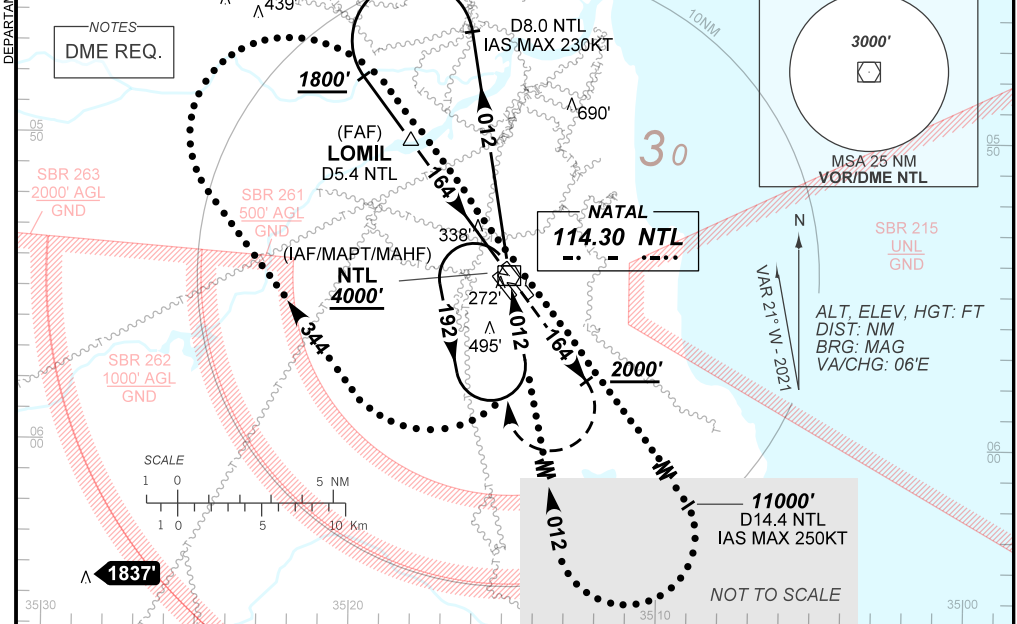 DEPARTAM
439'
D8.0 NTL
IAS MAX 230KT
10NM
NOTES
DME REQ.
1800'
3000'
MSA 25 NM
VOR/DME NTL
690'
012
(FAF)
LOMIL
D5.4 NTL
164
30
05
50
05
50
SBR 263
2000' AGL
GND
SBR 261
500' AGL
GND
338'
NATAL
114.30 NTL
SBR 215
UNL
GND
N
(IAF/MAPT/MAHF)
NTL
4000'
272'
VAR 21° W - 2021
ALT, ELEV, HGT: FT
DIST: NM
BRG: MAG
VA/CHG: 06'E
344
192
012
495'
164
2000'
SBR 262
1000' AGL
GND
06
00
06
00
SCALE
1 0 5 NM
1 0 5 10 Km
11000'
D14.4 NTL
IAS MAX 250KT
012
1837'
NOT TO SCALE
35 30
35 20
35 10
35 00